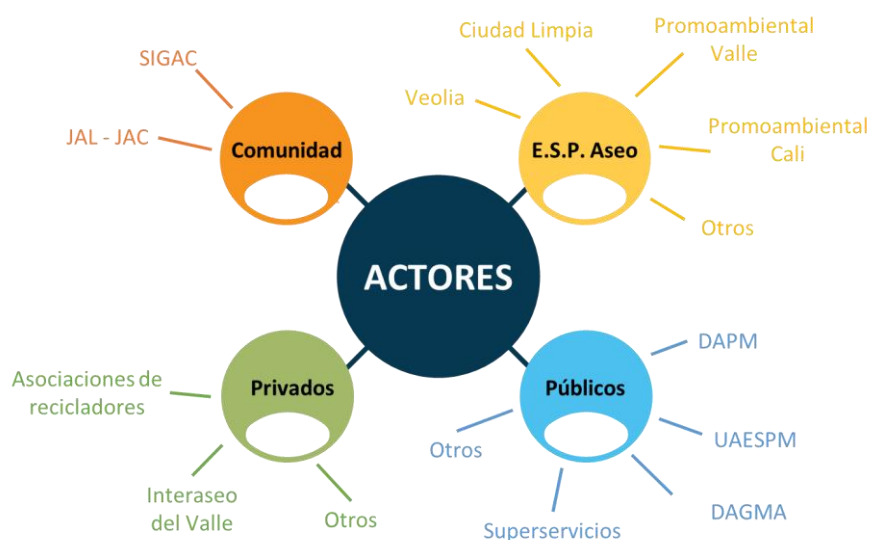 Ciudad Limpia
Promoambiental
Valle
SIGAC
Veolia
JAL - JAC
Comunidad
E.S.P. Aseo
Promoambiental
Cali
Otros
ACTORES
DAPM
Asociaciones de
recicladores
Privados
Públicos
Otros
UAESPM
Interaseo
del Valle
Otros
Superservicios
DAGMA